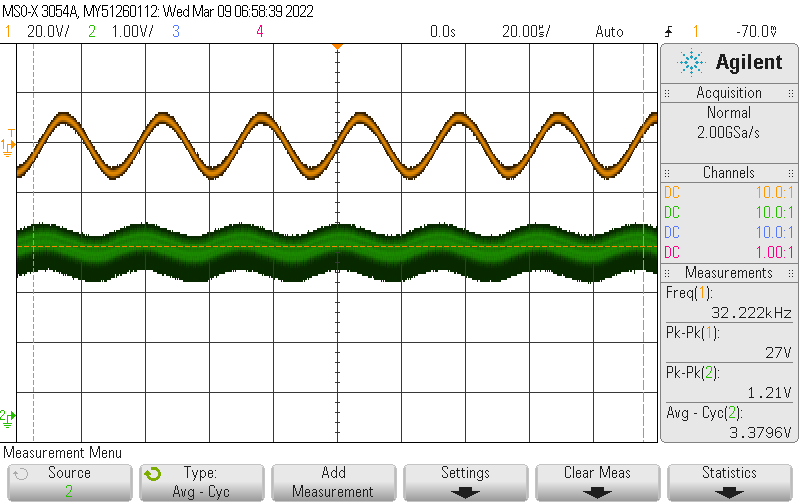 MSO-X 3054A, MY51260112: Wed Mar 09 06:58:39 2022
1 20.0V/ 2 1.00V/ 3 4 0.0s 20.00㎲/ Auto 1 -70.0V
Agilent
Acquisition
Normal
2.00GSa/s
Channels
DC 10.0:1
DC 10.0:1
DC 10.0:1
DC 1.00:1
Measurements
Freq(1):
32.222kHz
Pk-Pk(1):
27V
Pk-Pk(2):
1.21V
Avg - Cyc(2):
3.3796V
T
1
2
Measurement Menu
Source
2
Type:
Avg - Cyc
Add
Measurement
Settings
Clear Meas
Statistics